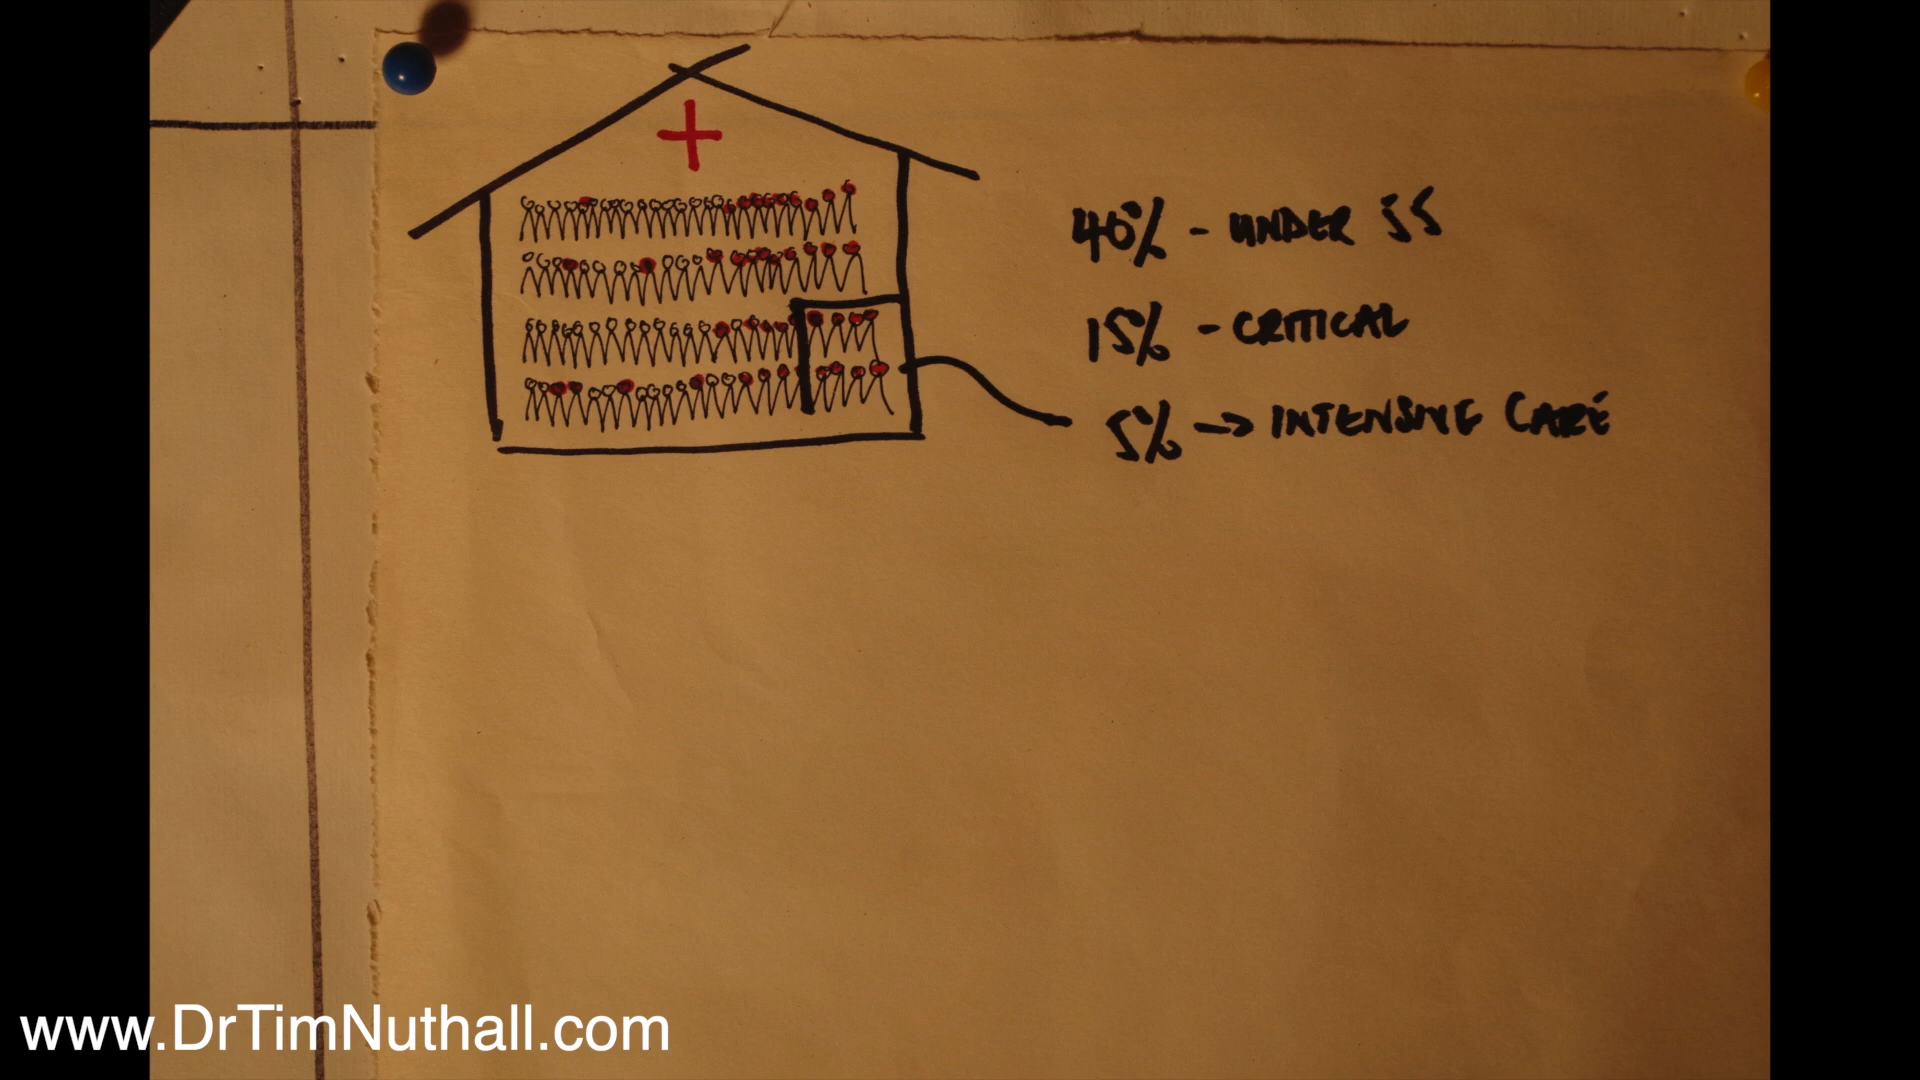 40% - UNDER 55
15% - CRITICAL
5% → INTENSIVE CARE
www.DrTimNuthall.com